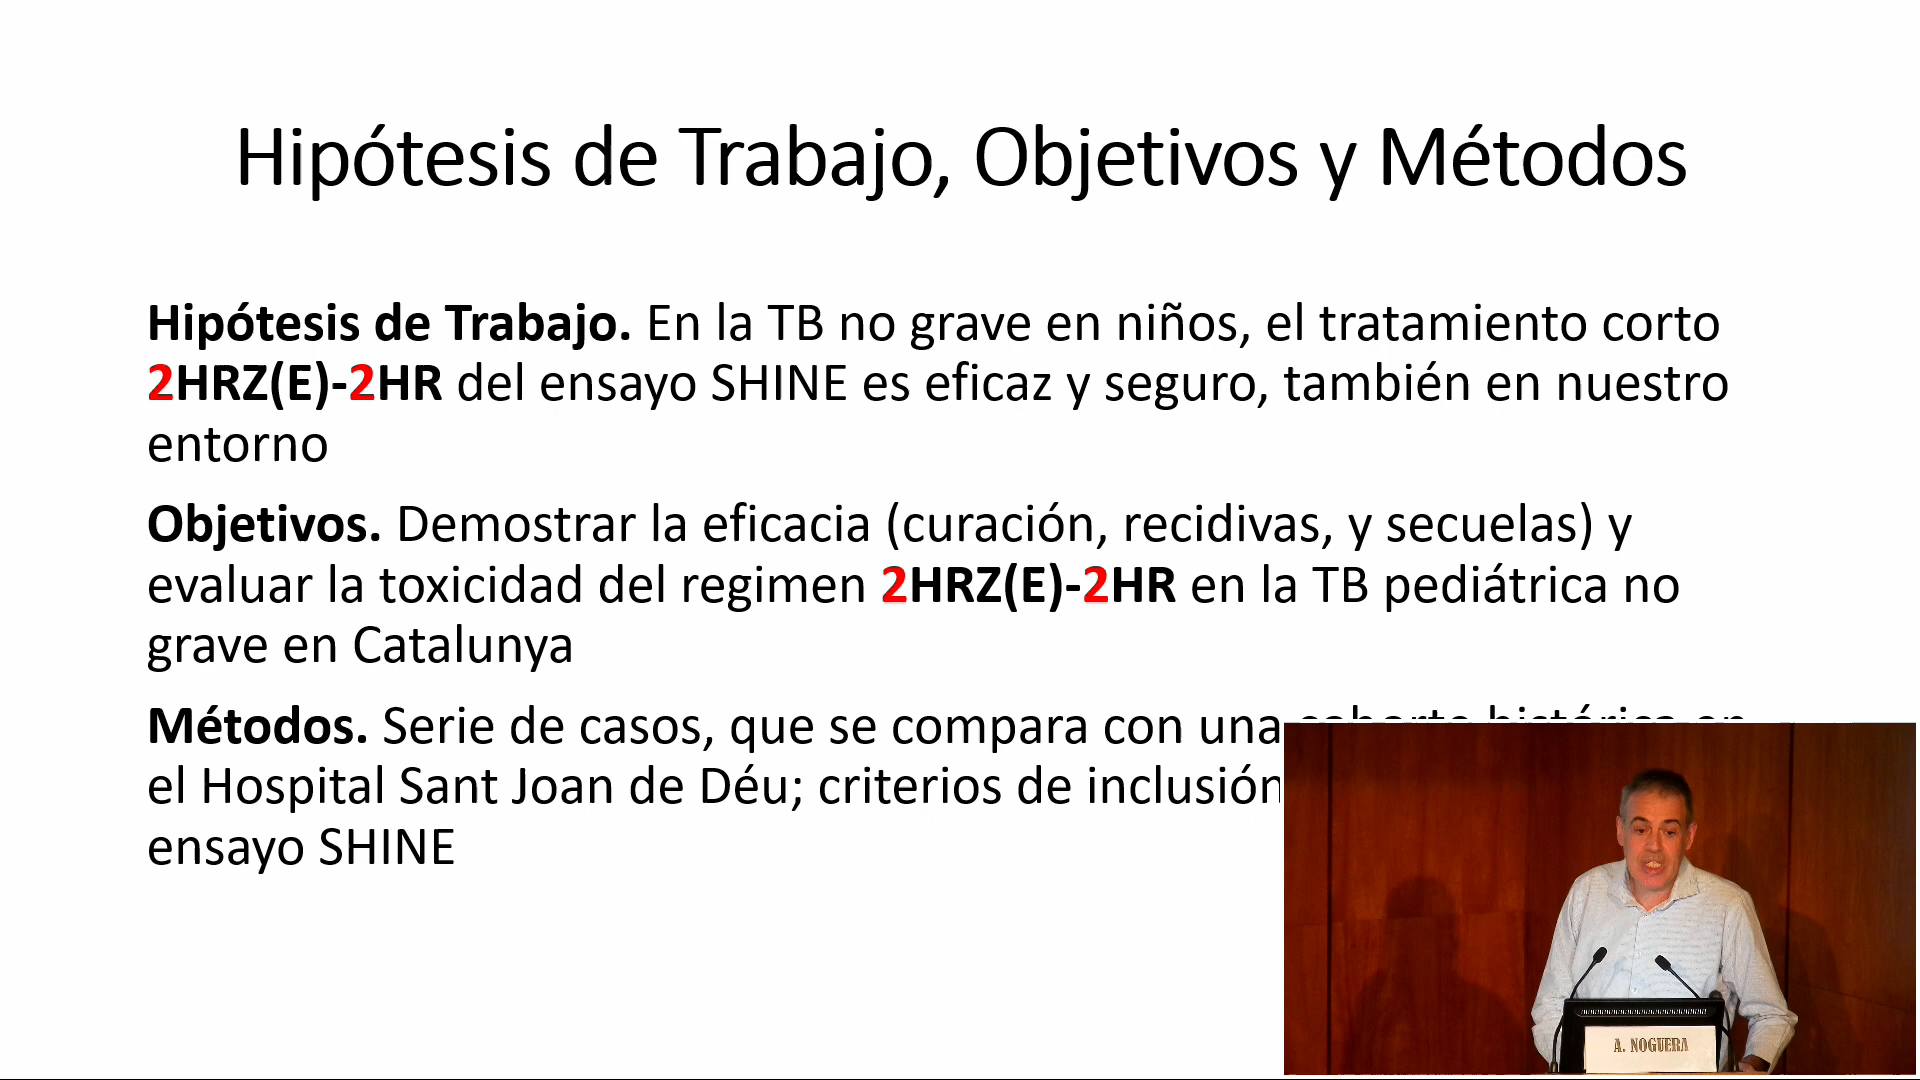 Hipótesis de Trabajo, Objetivos y Métodos
Hipótesis de Trabajo. En la TB no grave en niños, el tratamiento corto
2HRZ(E)-2HR del ensayo SHINE es eficaz y seguro, también en nuestro
entorno
Objetivos. Demostrar la eficacia (curación, recidivas, y secuelas) y
evaluar la toxicidad del regimen 2HRZ(E)-2HR en la TB pediátrica no
grave en Catalunya
Métodos. Serie de casos, que se compara con una cohorte histórica en
el Hospital Sant Joan de Déu; criterios de inclusión
ensayo SHINE
A. NOGUERA